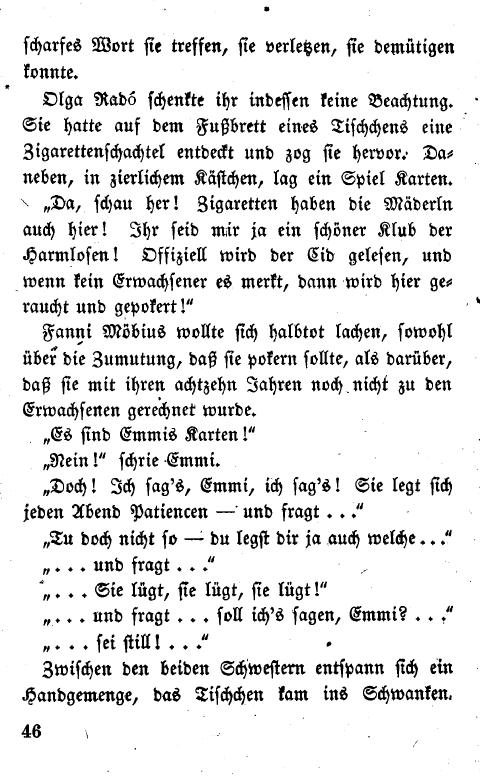 scharfes Wort sie treffen, sie verletzen, sie demütigen
konnte.
Olga Radó schenkte ihr indessen keine Beachtung.
Sie hatte auf dem Fußbrett eines Tischchens eine
Zigarettenschachtel entdeckt und zog sie hervor. Da-
neben, in zierlichem Kästchen, lag ein Spiel Karten.
„Da, schau her! Zigaretten haben die Mäderln
auch hier! Ihr seid mir ja ein schöner Klub der
Harmlosen! Offiziell wird der Cid gelesen, und
wenn kein Erwachsener es merkt, dann wird hier ge-
raucht und gepokert!“
Fanni Möbius wollte sich halbtot lachen, sowohl
über die Zumutung, daß sie pokern sollte, als darüber,
daß sie mit ihren achtzehn Jahren noch nicht zu den
Erwachsenen gerechnet wurde.
„Es sind Emmis Karten!“
„Nein!“ schrie Emmi.
„Doch! Ich sag's, Emmi, ich sag's! Sie legt sich
jeden Abend Patiencen — und fragt . . .“
„Tu doch nicht so — du legst dir ja auch welche . . .“
„. . . und fragt . . .“
„. . . Sie lügt, sie lügt, sie lügt!“
„. . . und fragt . . . soll ich's sagen, Emmi? . . .“
„. . . sei still! . . .“
Zwischen den beiden Schwestern entspann sich ein
Handgemenge, das Tischchen kam ins Schwanken.
46